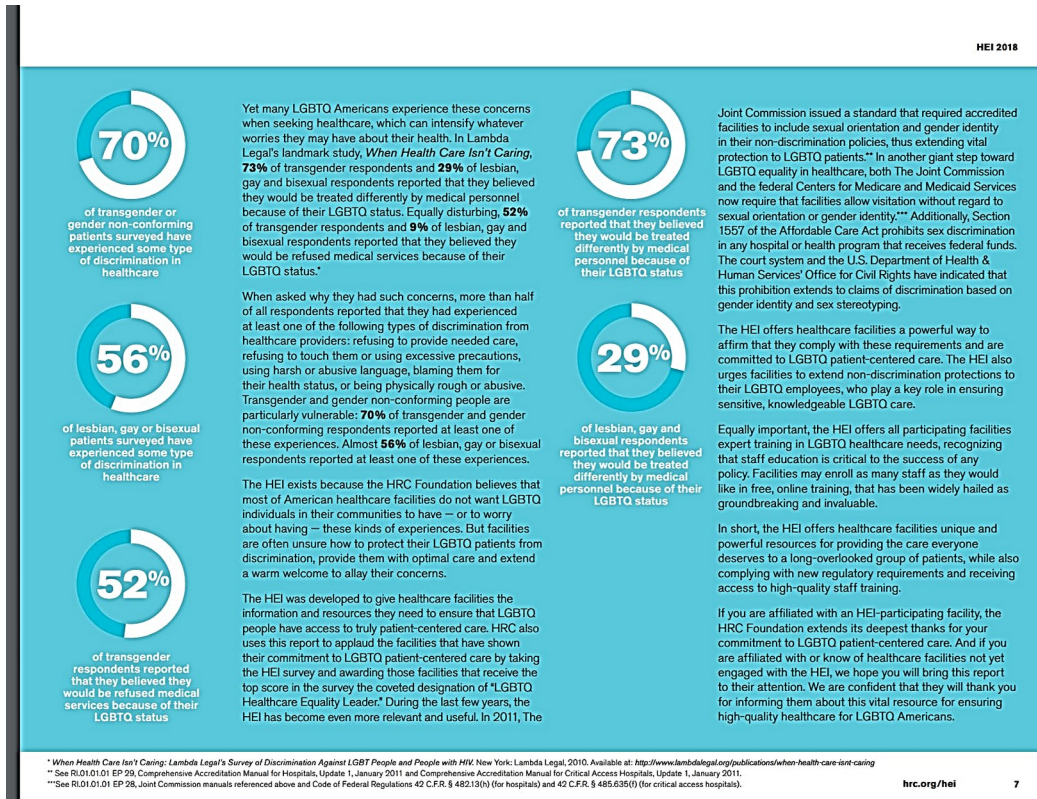 HEI 2018
70%
of transgender or
gender non-conforming
patients surveyed have
experienced some type
of discrimination in
healthcare
56%
of lesbian, gay or bisexual
patients surveyed have
experienced some type
of discrimination in
healthcare
52%
of transgender
respondents reported
that they believed they
would be refused medical
services because of their
LGBTQ status
Yet many LGBTQ Americans experience these concerns
when seeking healthcare, which can intensify whatever
worries they may have about their health. In Lambda
Legal's landmark study, When Health Care Isn't Caring,
73% of transgender respondents and 29% of lesbian,
gay and bisexual respondents reported that they believed
they would be treated differently by medical personnel
because of their LGBTQ status. Equally disturbing, 52%
of transgender respondents and 9% of lesbian, gay and
bisexual respondents reported that they believed they
would be refused medical services because of their
LGBTQ status.*
When asked why they had such concerns, more than half
of all respondents reported that they had experienced
at least one of the following types of discrimination from
healthcare providers: refusing to provide needed care,
refusing to touch them or using excessive precautions,
using harsh or abusive language, blaming them for
their health status, or being physically rough or abusive.
Transgender and gender non-conforming people are
particularly vulnerable: 70% of transgender and gender
non-conforming respondents reported at least one of
these experiences. Almost 56% of lesbian, gay or bisexual
respondents reported at least one of these experiences.
The HEI exists because the HRC Foundation believes that
most of American healthcare facilities do not want LGBTQ
individuals in their communities to have — or to worry
about having — these kinds of experiences. But facilities
are often unsure how to protect their LGBTQ patients from
discrimination, provide them with optimal care and extend
a warm welcome to allay their concerns.
The HEI was developed to give healthcare facilities the
information and resources they need to ensure that LGBTQ
people have access to truly patient-centered care. HRC also
uses this report to applaud the facilities that have shown
their commitment to LGBTQ patient-centered care by taking
the HEI survey and awarding those facilities that receive the
top score in the survey the coveted designation of "LGBTQ
Healthcare Equality Leader." During the last few years, the
HEI has become even more relevant and useful. In 2011, The
73%
of transgender respondents
reported that they believed
they would be treated
differently by medical
personnel because of
their LGBTQ status
29%
of lesbian, gay and
bisexual respondents
reported that they believed
they would be treated
differently by medical
personnel because of their
LGBTQ status
Joint Commission issued a standard that required accredited
facilities to include sexual orientation and gender identity
in their non-discrimination policies, thus extending vital
protection to LGBTQ patients.** In another giant step toward
LGBTQ equality in healthcare, both The Joint Commission
and the federal Centers for Medicare and Medicaid Services
now require that facilities allow visitation without regard to
sexual orientation or gender identity.*** Additionally, Section
1557 of the Affordable Care Act prohibits sex discrimination
in any hospital or health program that receives federal funds.
The court system and the U.S. Department of Health &
Human Services' Office for Civil Rights have indicated that
this prohibition extends to claims of discrimination based on
gender identity and sex stereotyping.
The HEI offers healthcare facilities a powerful way to
affirm that they comply with these requirements and are
committed to LGBTQ patient-centered care. The HEI also
urges facilities to extend non-discrimination protections to
their LGBTQ employees, who play a key role in ensuring
sensitive, knowledgeable LGBTQ care.
Equally important, the HEI offers all participating facilities
expert training in LGBTQ healthcare needs, recognizing
that staff education is critical to the success of any
policy. Facilities may enroll as many staff as they would
like in free, online training, that has been widely hailed as
groundbreaking and invaluable.
In short, the HEI offers healthcare facilities unique and
powerful resources for providing the care everyone
deserves to a long-overlooked group of patients, while also
complying with new regulatory requirements and receiving
access to high-quality staff training.
If you are affiliated with an HEI-participating facility, the
HRC Foundation extends its deepest thanks for your
commitment to LGBTQ patient-centered care. And if you
are affiliated with or know of healthcare facilities not yet
engaged with the HEI, we hope you will bring this report
to their attention. We are confident that they will thank you
for informing them about this vital resource for ensuring
high-quality healthcare for LGBTQ Americans.
* When Health Care Isn't Caring: Lambda Legal's Survey of Discrimination Against LGBT People and People with HIV. New York: Lambda Legal, 2010. Available at: http://www.lambdalegal.org/publications/when-health-care-isnt-caring
** See RI.01.01.01 EP 29, Comprehensive Accreditation Manual for Hospitals, Update 1, January 2011 and Comprehensive Accreditation Manual for Critical Access Hospitals, Update 1, January 2011.
***See RI.01.01.01 EP 28, Joint Commission manuals referenced above and Code of Federal Regulations 42 C.F.R. § 482.13(h) (for hospitals) and 42 C.F.R. § 485.635(f) (for critical access hospitals).
hrc.org/hei 7